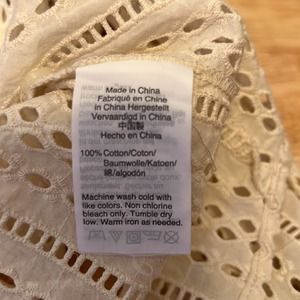 Made in China
Fabriqué en Chine
in China Hergestellt
Vervaardigd in China
中国製
Hecho en China
100% Cotton/Coton/
Baumwolle/Katoen/
綿/algodón
Machine wash cold with
like colors. Non chlorine
bleach only. Tumble dry
low. Warm iron as needed.